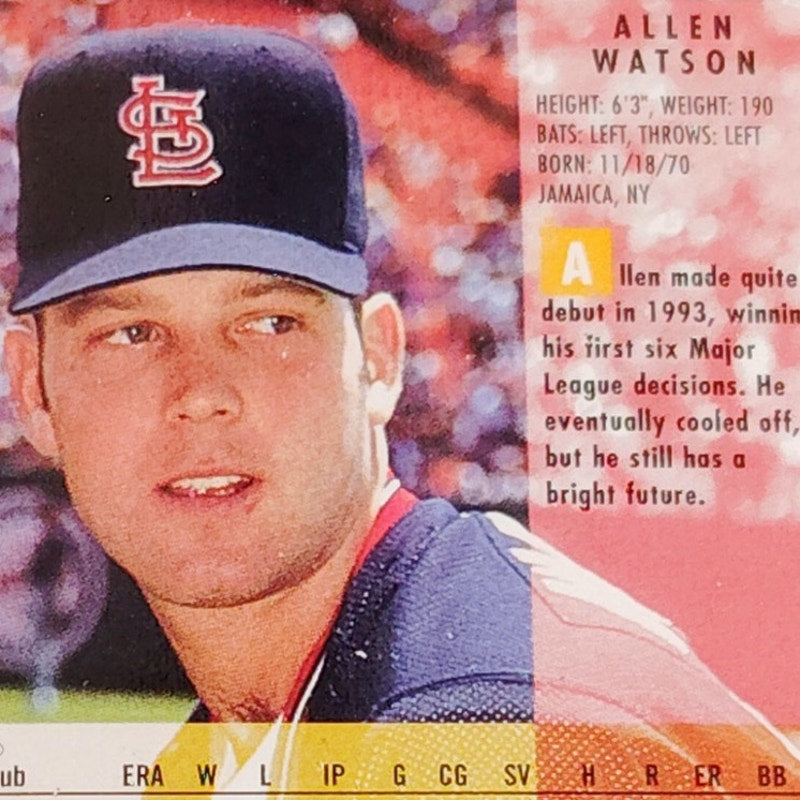 STL
ALLEN
WATSON
HEIGHT: 6'3", WEIGHT: 190
BATS: LEFT, THROWS: LEFT
BORN: 11/18/70
JAMAICA, NY
Allen made quite
debut in 1993, winnin
his first six Major
League decisions. He
eventually cooled off,
but he still has a
bright future.
ub ERA W L IP G CG SV H R ER BB